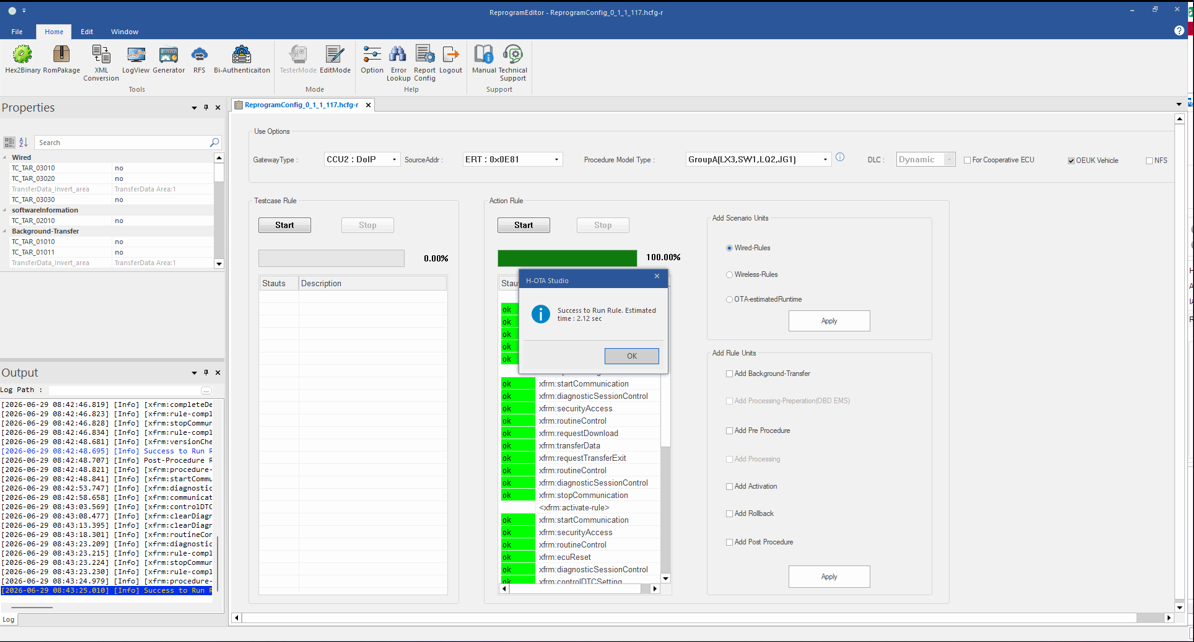 ReprogramEditor - ReprogramConfig_0_1_1_117.hcfg-r
File Home Edit Window
Hex2Binary RomPakage XML Conversion LogView Generator RFS Bi-Authenticaiton
TesterMode EditMode
Option Error Lookup Report Config Logout
Manual Technical Support
Tools Mode Help Support
Properties
Search
Wired
TC_TAR_03010 no
TC_TAR_03020 no
TransferData_Invert_area TransferData Area:1
TC_TAR_03030 no
softwareInformation
TC_TAR_02010 no
Background-Transfer
TC_TAR_01010 no
TC_TAR_01011 no
TransferData_Invert_area TransferData Area:1
Output
Log Path :
...
[2026-06-29 08:42:46.819] [Info] [xfrm:completeDe
[2026-06-29 08:42:46.823] [Info] [xfrm:rule-compl
[2026-06-29 08:42:46.828] [Info] [xfrm:stopCommun
[2026-06-29 08:42:46.834] [Info] [xfrm:rule-compl
[2026-06-29 08:42:48.681] [Info] [xfrm:versionChe
[2026-06-29 08:42:48.695] [Info] Success to Run R
[2026-06-29 08:42:48.707] [Info] Post-Procedure R
[2026-06-29 08:42:48.821] [Info] [xfrm:procedure-
[2026-06-29 08:42:48.841] [Info] [xfrm:startCommu
[2026-06-29 08:42:53.747] [Info] [xfrm:diagnostic
[2026-06-29 08:42:58.658] [Info] [xfrm:communicat
[2026-06-29 08:43:03.569] [Info] [xfrm:controlDTC
[2026-06-29 08:43:08.477] [Info] [xfrm:clearDiagn
[2026-06-29 08:43:13.395] [Info] [xfrm:clearDiagn
[2026-06-29 08:43:18.301] [Info] [xfrm:routineCon
[2026-06-29 08:43:23.209] [Info] [xfrm:diagnostic
[2026-06-29 08:43:23.215] [Info] [xfrm:rule-compl
[2026-06-29 08:43:23.224] [Info] [xfrm:stopCommun
[2026-06-29 08:43:23.230] [Info] [xfrm:rule-compl
[2026-06-29 08:43:24.979] [Info] [xfrm:procedure-
[2026-06-29 08:43:25.010] [Info] Success to Run R
Log
ReprogramConfig_0_1_1_117.hcfg-r
Use Options
GatewayType : CCU2 : DoIP SourceAddr : ERT : 0x0E81 Procedure Model Type : GroupA(LX3,SW1,LQ2,JG1) DLC : Dynamic For Cooperative ECU OEUK Vehicle NFS
Testcase Rule
Start Stop
0.00%
Stauts Description
Action Rule
Start Stop
100.00%
Stau
H-OTA Studio
Success to Run Rule. Estimated
time : 2.12 sec
OK
ok
ok
ok
ok
ok
ok xfrm:startCommunication
ok xfrm:diagnosticSessionControl
ok xfrm:securityAccess
ok xfrm:routineControl
ok xfrm:requestDownload
ok xfrm:transferData
ok xfrm:requestTransferExit
ok xfrm:routineControl
ok xfrm:diagnosticSessionControl
ok xfrm:stopCommunication
<xfrm:activate-rule>
ok xfrm:startCommunication
ok xfrm:securityAccess
ok xfrm:routineControl
ok xfrm:ecuReset
ok xfrm:diagnosticSessionControl
ok xfrm:controlDTCSetting
Add Scenario Units
Wired-Rules
Wireless-Rules
OTA-estimatedRuntime
Apply
Add Rule Units
Add Background-Transfer
Add Processing-Preperation(OBD EMS)
Add Pre Procedure
Add Processing
Add Activation
Add Rollback
Add Post Procedure
Apply